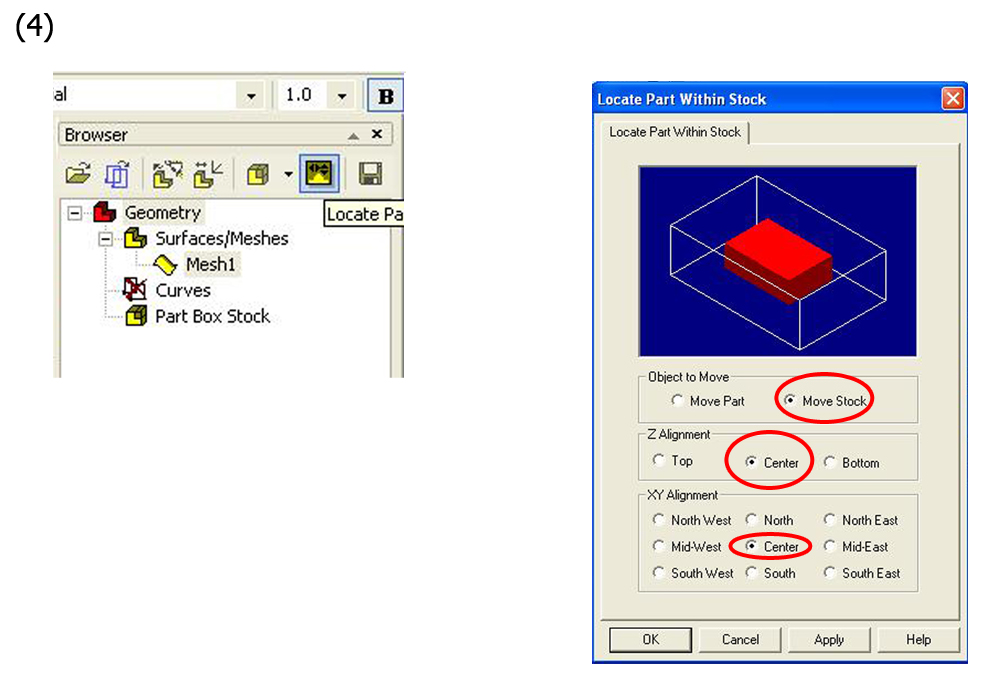 (4)
al 1.0 B
Browser
Geometry
Locate Pa
Surfaces/Meshes
Mesh1
Curves
Part Box Stock
Locate Part Within Stock
Locate Part Within Stock
Object to Move
Move Part Move Stock
Z Alignment
Top Center Bottom
XY Alignment
North West North North East
Mid-West Center Mid-East
South West South South East
OK Cancel Apply Help